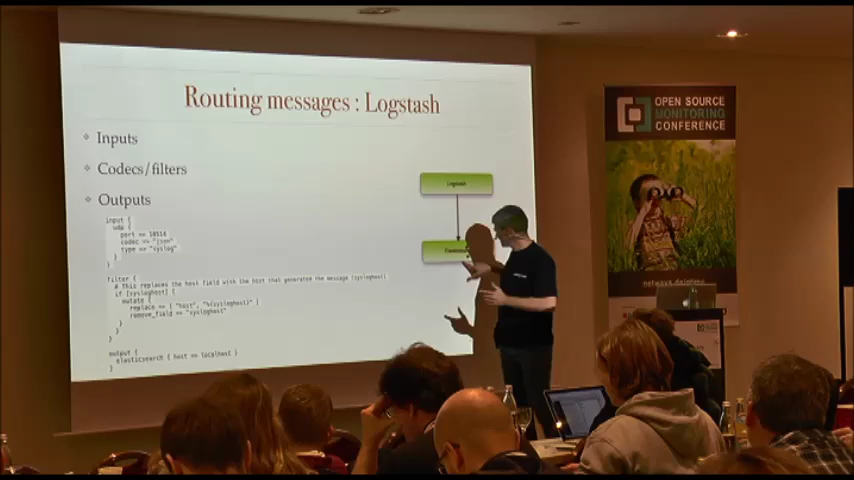 Routing messages : Logstash
Inputs
Codecs/filters
Outputs
input {
udp {
port => 10514
codec => "json"
type => "syslog"
}
}
filter {
# This replaces the host field with the host that generated the message (sysloghost)
if [sysloghost] {
mutate {
replace => [ "host", "%{sysloghost}" ]
remove_field => "sysloghost"
}
}
}
output {
elasticsearch { host => localhost }
}
Logstash
OPEN SOURCE
MONITORING
CONFERENCE